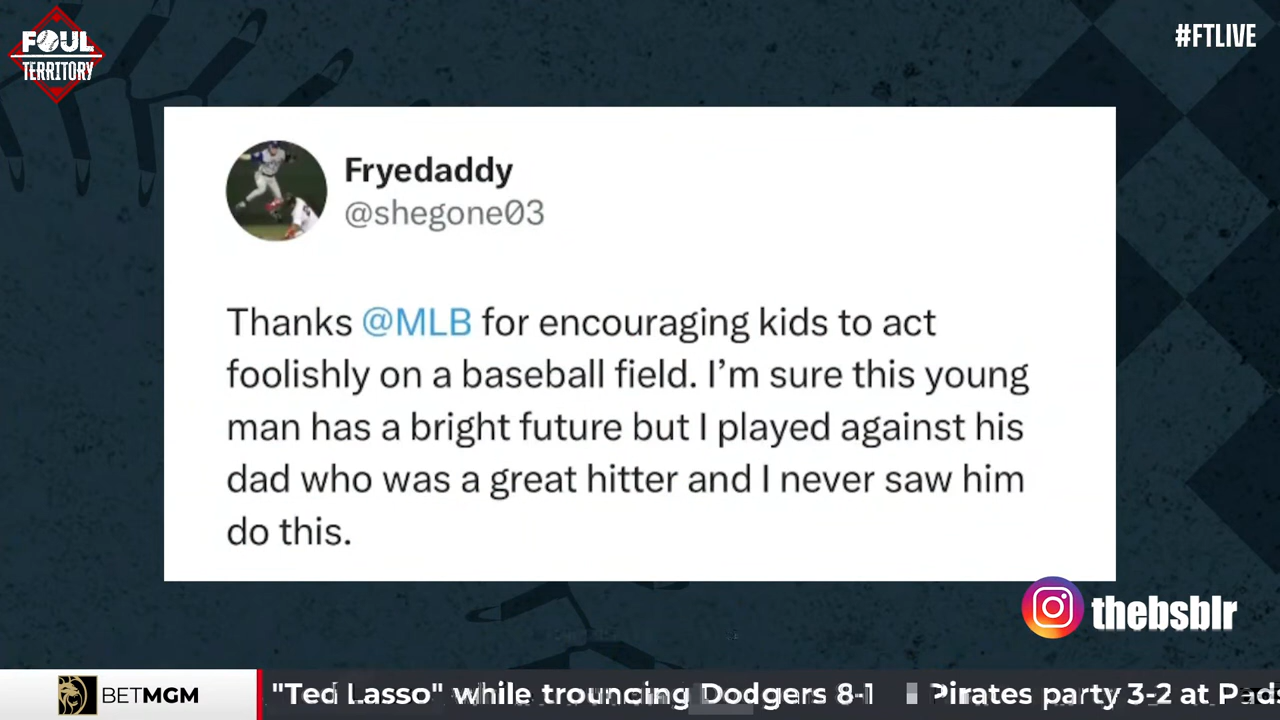 FOUL
TERRITORY
#FTLIVE
Fryedaddy
@shegone03
Thanks @MLB for encouraging kids to act
foolishly on a baseball field. I’m sure this young
man has a bright future but I played against his
dad who was a great hitter and I never saw him
do this.
thebsblr
BETMGM
"Ted Lasso" while trouncing Dodgers 8-1 Pirates party 3-2 at Pad